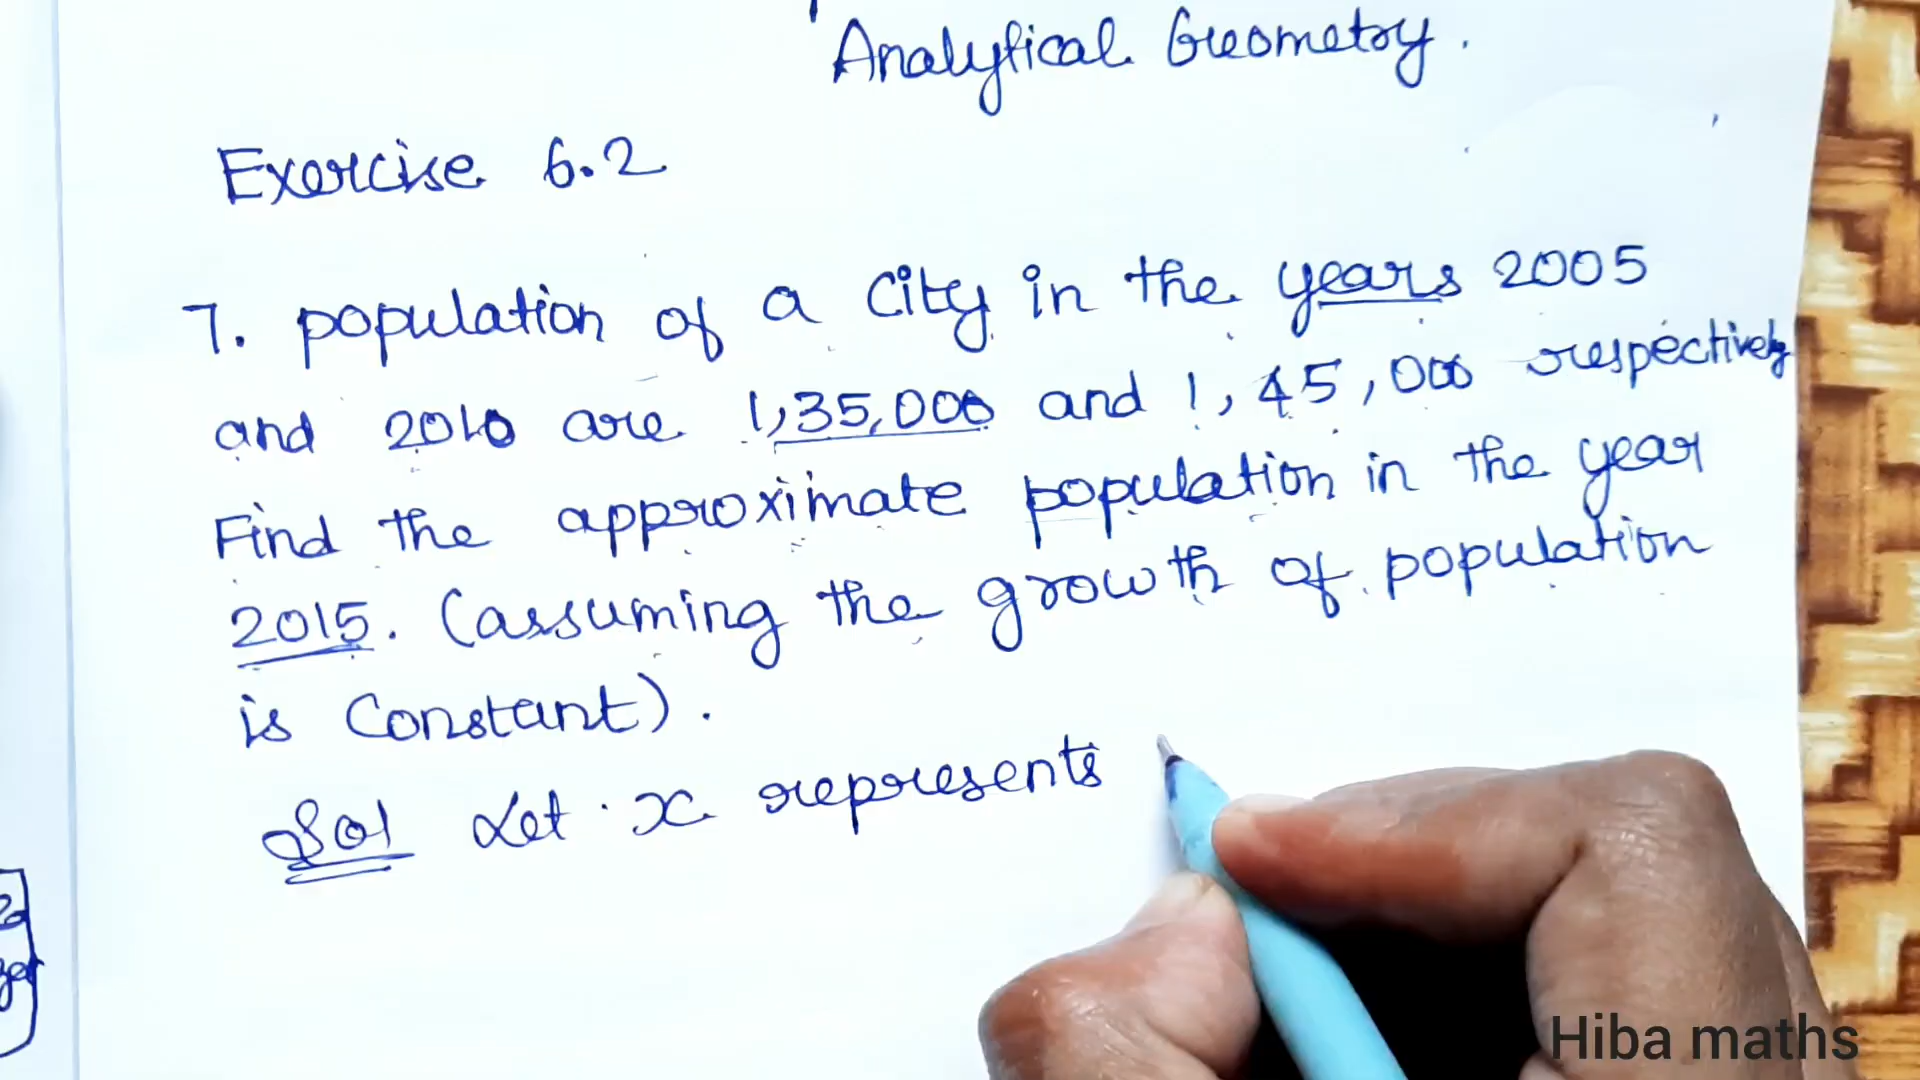 Analytical Geometry.
Exercise 6.2
7. population of a city in the years 2005
and 2010 are 1,35,000 and 1,45,000 respectively
Find the approximate population in the year
2015. (assuming the growth of population
is Constant).
Sol Let x represents
Hiba maths